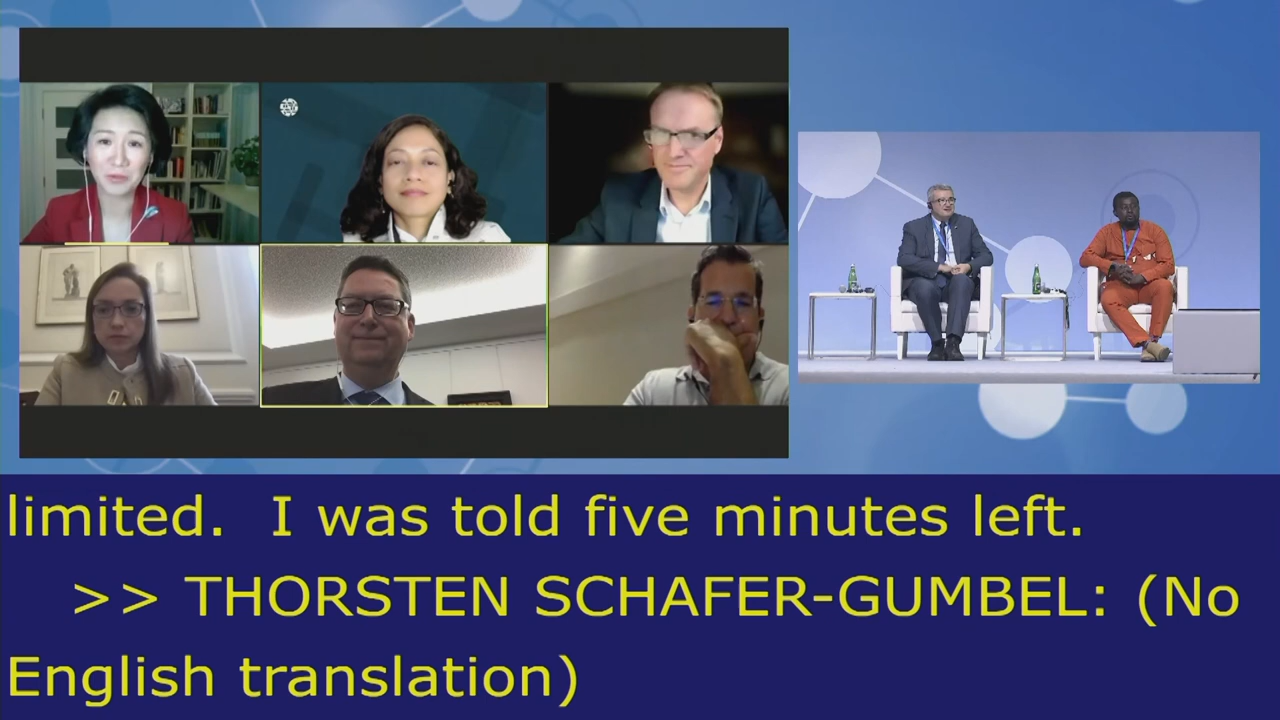 limited.  I was told five minutes left.
>> THORSTEN SCHAFER-GUMBEL: (No
English translation)